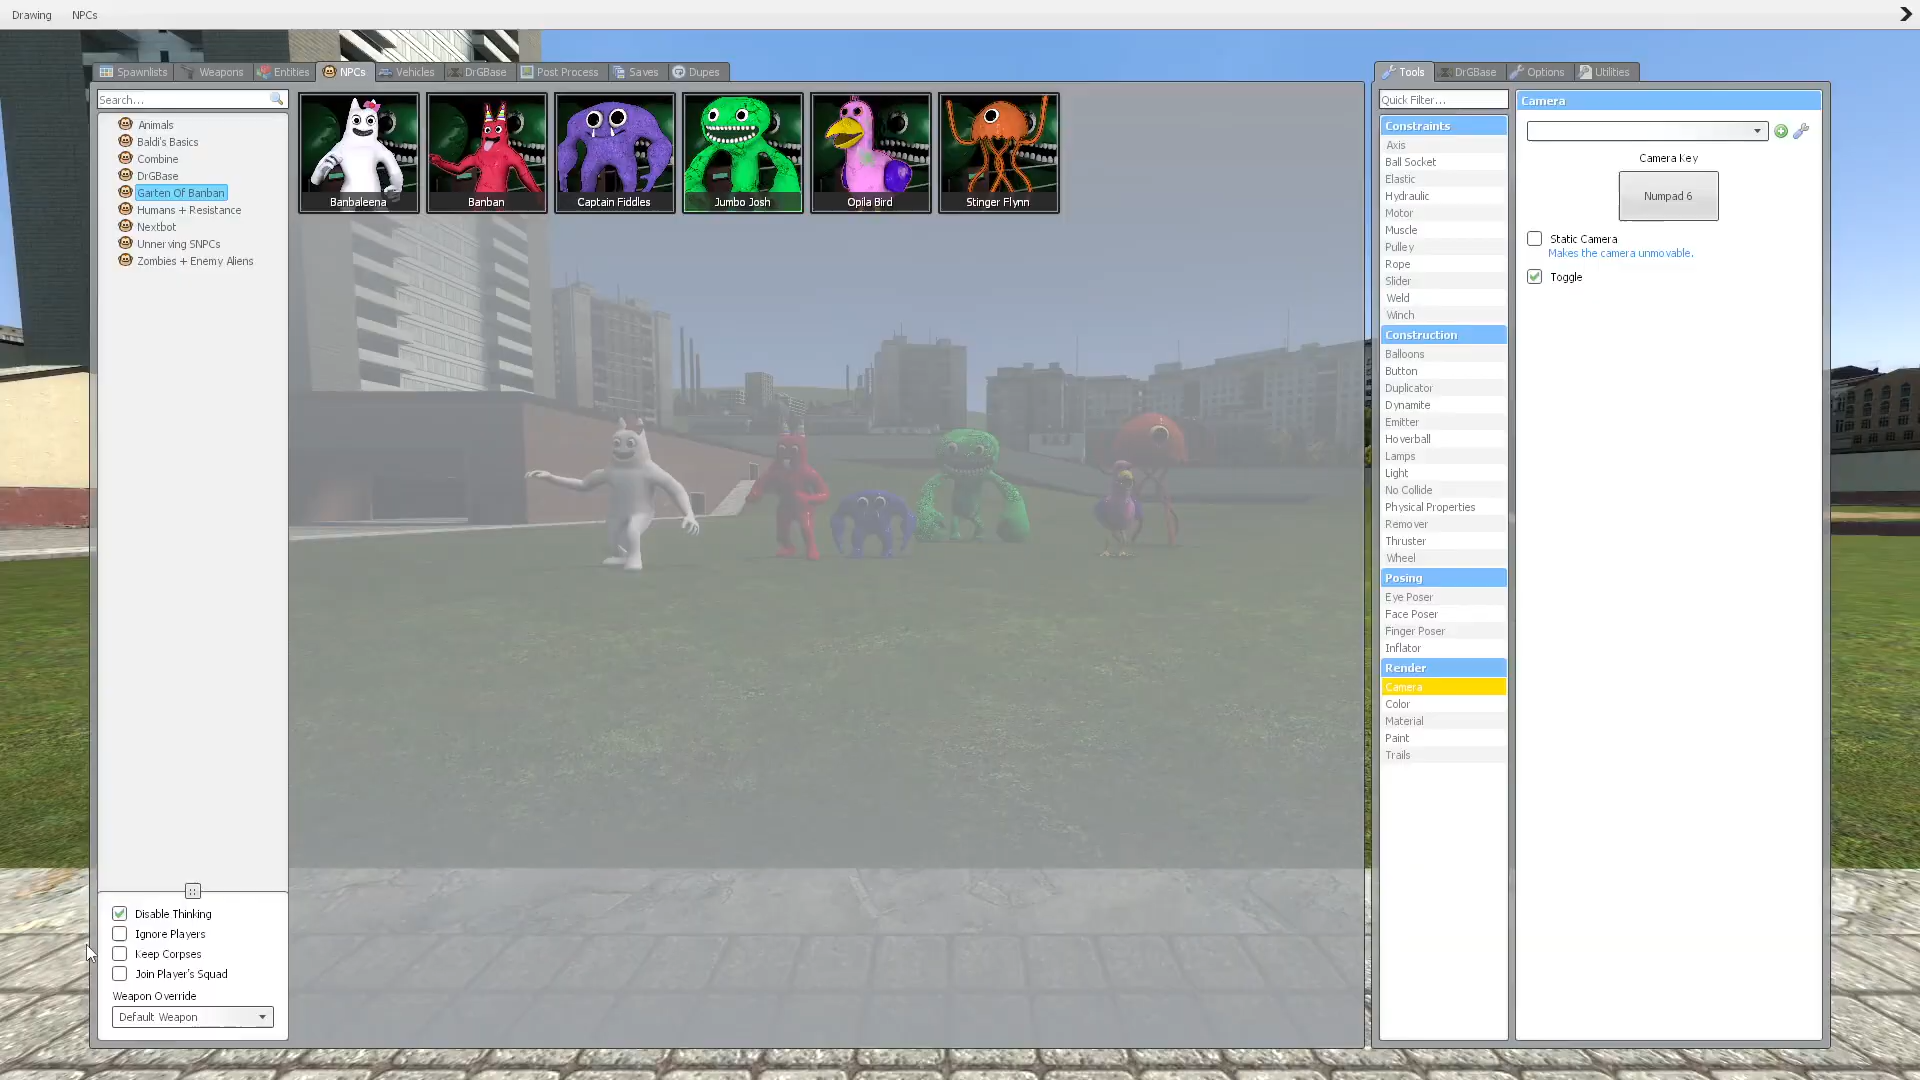 Drawing
NPCs
Spawnlists
Weapons
Entities
NPCs
Vehicles
DrGBase
Post Process
Saves
Dupes
Search...
Animals
Baldi's Basics
Combine
DrGBase
Garten Of Banban
Humans + Resistance
Nextbot
Unnerving SNPCs
Zombies + Enemy Aliens
Banbaleena
Banban
Captain Fiddles
Jumbo Josh
Opila Bird
Stinger Flynn
Disable Thinking
Ignore Players
Keep Corpses
Join Player's Squad
Weapon Override
Default Weapon
Tools
DrGBase
Options
Utilities
Quick Filter...
Constraints
Axis
Ball Socket
Elastic
Hydraulic
Motor
Muscle
Pulley
Rope
Slider
Weld
Winch
Construction
Balloons
Button
Duplicator
Dynamite
Emitter
Hoverball
Lamps
Light
No Collide
Physical Properties
Remover
Thruster
Wheel
Posing
Eye Poser
Face Poser
Finger Poser
Inflator
Render
Camera
Color
Material
Paint
Trails
Camera
Camera Key
Numpad 6
Static Camera
Makes the camera unmovable.
Toggle